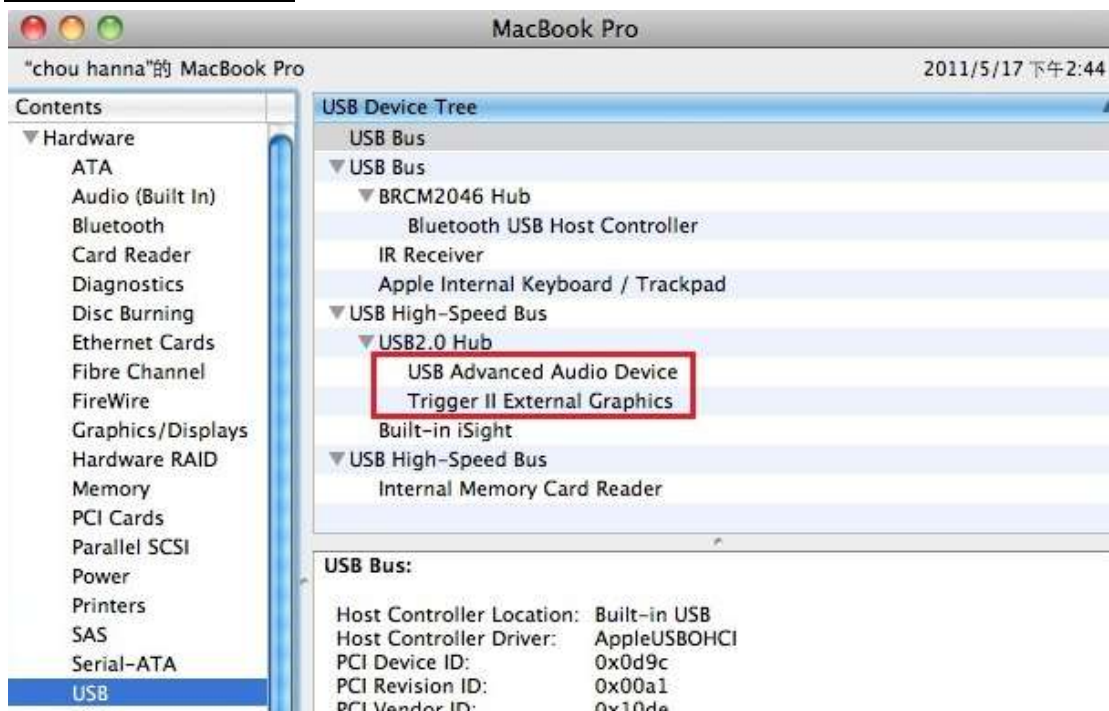 MacBook Pro
"chou hanna"的 MacBook Pro
2011/5/17 下午2:44
Contents
Hardware
ATA
Audio (Built In)
Bluetooth
Card Reader
Diagnostics
Disc Burning
Ethernet Cards
Fibre Channel
FireWire
Graphics/Displays
Hardware RAID
Memory
PCI Cards
Parallel SCSI
Power
Printers
SAS
Serial-ATA
USB
USB Device Tree
USB Bus
USB Bus
BRCM2046 Hub
Bluetooth USB Host Controller
IR Receiver
Apple Internal Keyboard / Trackpad
USB High-Speed Bus
USB2.0 Hub
USB Advanced Audio Device
Trigger II External Graphics
Built-in iSight
USB High-Speed Bus
Internal Memory Card Reader
USB Bus:
Host Controller Location: Built-in USB
Host Controller Driver: AppleUSBOHCI
PCI Device ID: 0x0d9c
PCI Revision ID: 0x00a1
PCI Vendor ID: 0x10de